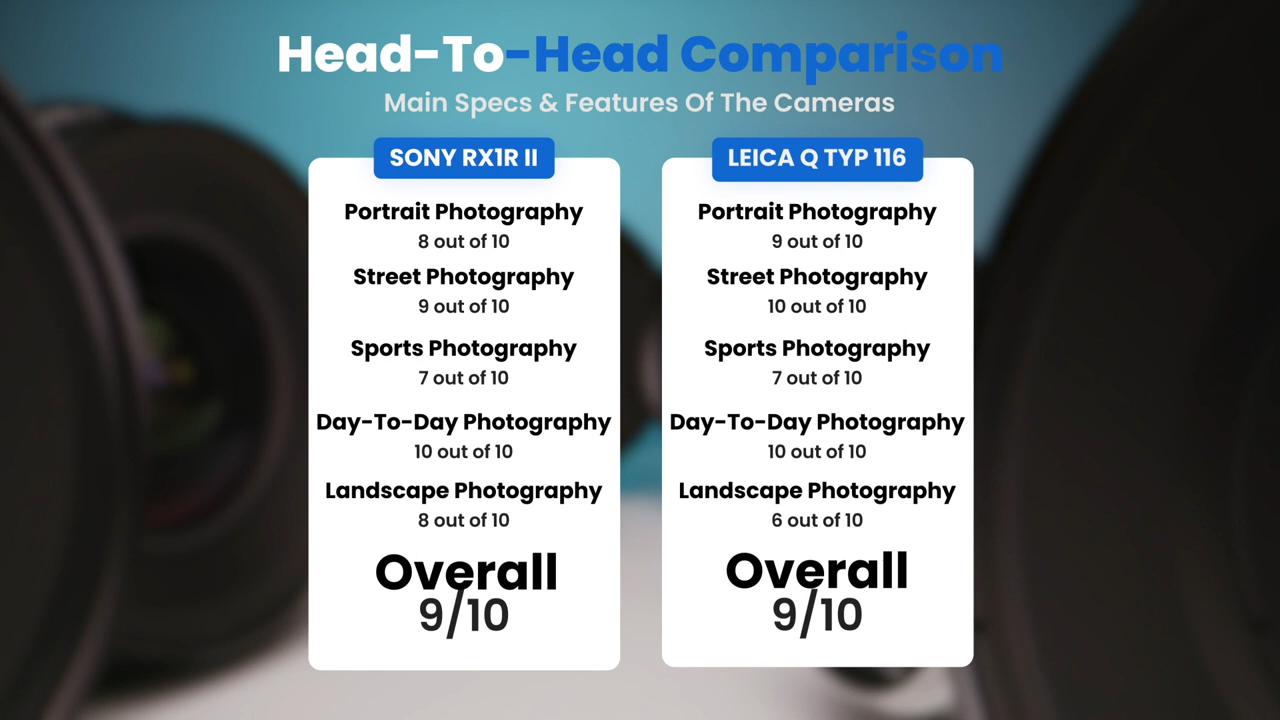 Head-To-Head Comparison
Main Specs & Features Of The Cameras
SONY RX1R II
Portrait Photography
8 out of 10
Street Photography
9 out of 10
Sports Photography
7 out of 10
Day-To-Day Photography
10 out of 10
Landscape Photography
8 out of 10
Overall
9/10
LEICA Q TYP 116
Portrait Photography
9 out of 10
Street Photography
10 out of 10
Sports Photography
7 out of 10
Day-To-Day Photography
10 out of 10
Landscape Photography
6 out of 10
Overall
9/10